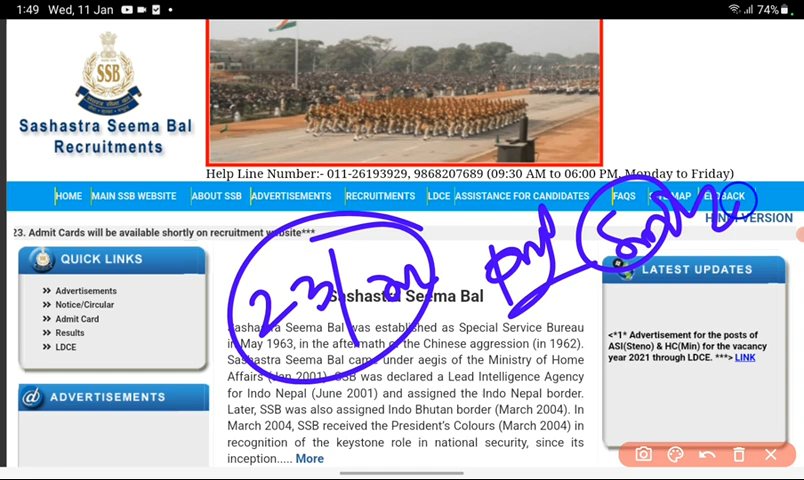 1:49 Wed, 11 Jan
74%
SSB
Sashastra Seema Bal
Recruitments
Help Line Number:- 011-26193929, 9868207689 (09:30 AM to 06:00 PM, Monday to Friday)
HOME MAIN SSB WEBSITE ABOUT SSB ADVERTISEMENTS RECRUITMENTS LDCE ASSISTANCE FOR CANDIDATES FAQS
VERSION
23. Admit Cards will be available shortly on recruitment website***
QUICK LINKS
Advertisements
Notice/Circular
Admit Card
Results
LDCE
ADVERTISEMENTS
23 Jan
Sashastra Seema Bal
Sashastra Seema Bal was established as Special Service Bureau
in May 1963, in the aftermath of the Chinese aggression (in 1962).
Sashastra Seema Bal came under aegis of the Ministry of Home
Affairs (Jan 2001). SSB was declared a Lead Intelligence Agency
for Indo Nepal (June 2001) and assigned the Indo Nepal border.
Later, SSB was also assigned Indo Bhutan border (March 2004). In
March 2004, SSB received the President's Colours (March 2004) in
recognition of the keystone role in national security, since its
inception..... More
LATEST UPDATES
<*1* Advertisement for the posts of
ASI(Steno) & HC(Min) for the vacancy
year 2021 through LDCE. ***> LINK